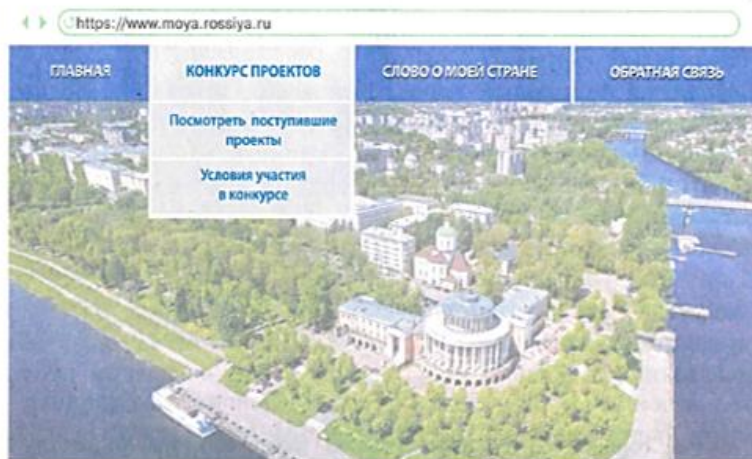 https://www.moya.rossiya.ru
ГЛАВНАЯ
КОНКУРС ПРОЕКТОВ
СЛОВО О МОЕЙ СТРАНЕ
ОБРАТНАЯ СВЯЗЬ
Посмотреть поступившие
проекты
Условия участия
в конкурсе